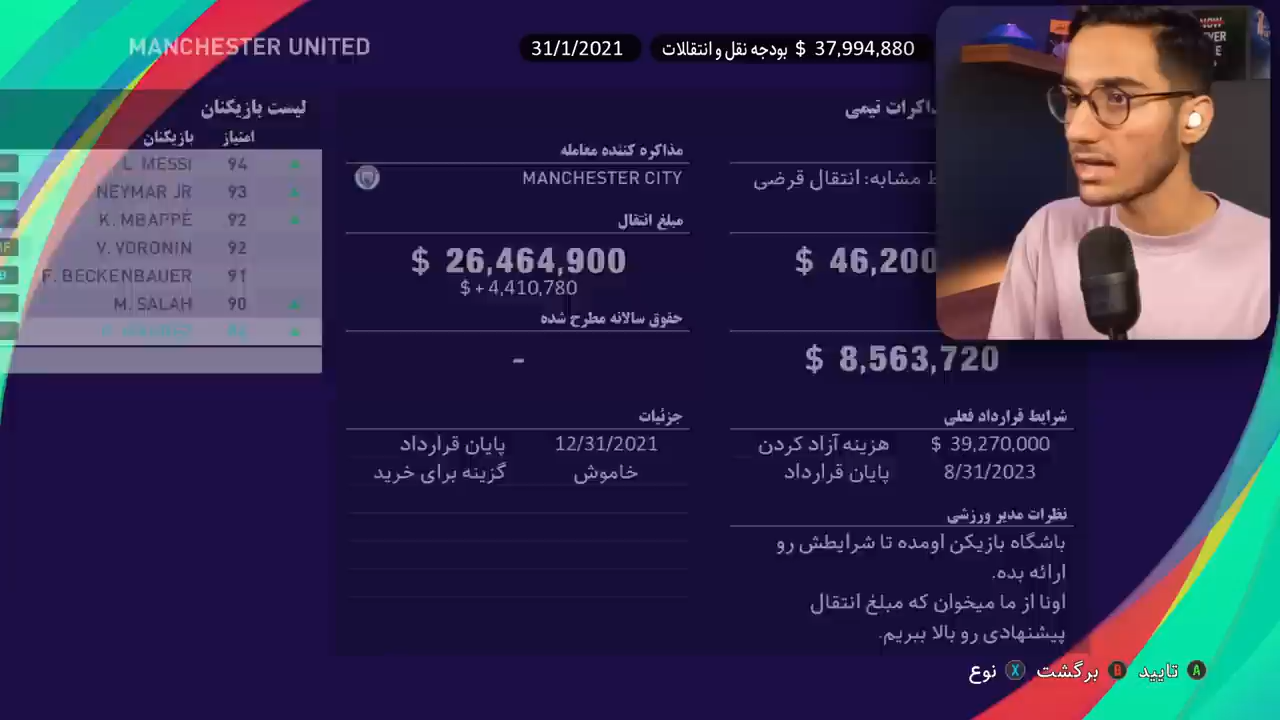 MANCHESTER UNITED
31/1/2021
بودجه نقل و انتقالات $ 37,994,880
لیست بازیکنان
بازیکنان امتیاز
L. MESSI 94
NEYMAR JR 93
K. MBAPPÉ 92
V. VORONIN 92
F. BECKENBAUER 91
M. SALAH 90
مذاکره کننده معامله
MANCHESTER CITY
مبلغ انتقال
$ 26,464,900
$ + 4,410,780
حقوق سالانه مطرح شده
-
جزئیات
پایان قرارداد 12/31/2021
گزینه برای خرید خاموش
تیمی
مشابه: انتقال قرضی
$ 46,200
$ 8,563,720
شرایط قرارداد فعلی
هزینه آزاد کردن $ 39,270,000
پایان قرارداد 8/31/2023
نظرات مدیر ورزشی
باشگاه بازیکن اومده تا شرایطش رو
ارائه بده.
اونا از ما میخوان که مبلغ انتقال
پیشنهادی رو بالا ببریم.
A تایید B برگشت X نوع